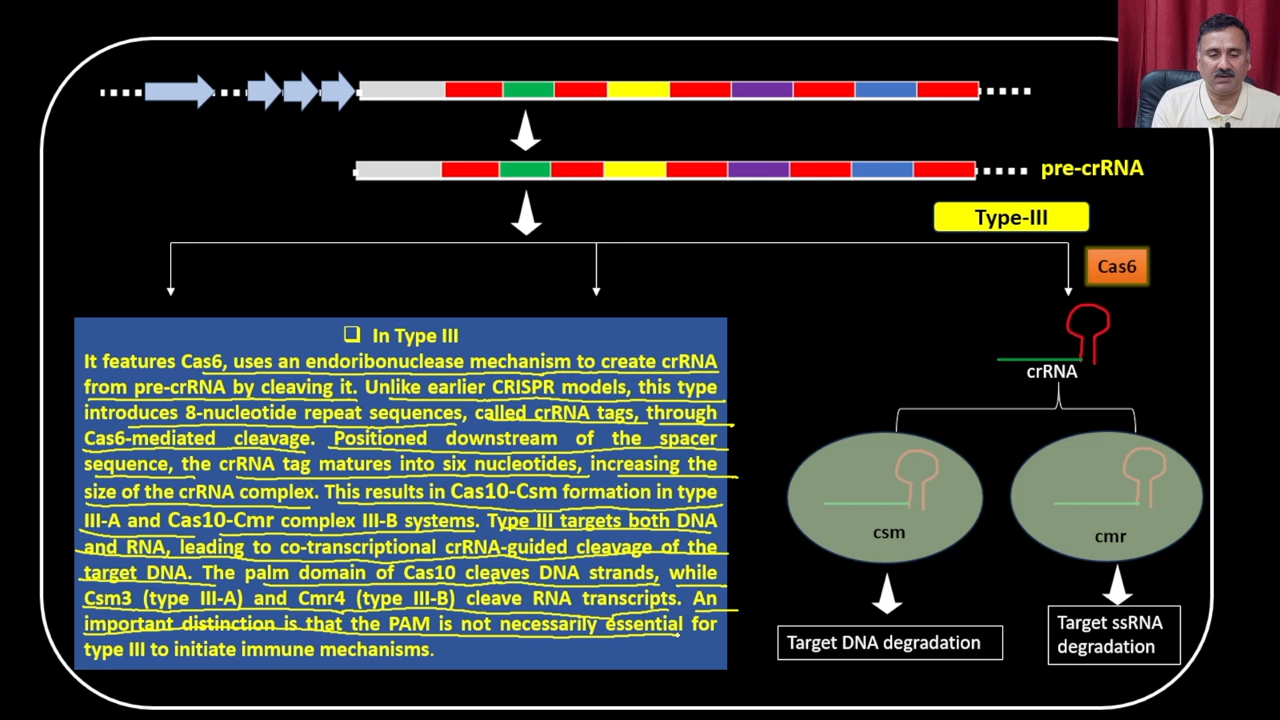 pre-crRNA
Type-III
Cas6
❑ In Type III
It features Cas6, uses an endoribonuclease mechanism to create crRNA
from pre-crRNA by cleaving it. Unlike earlier CRISPR models, this type
introduces 8-nucleotide repeat sequences, called crRNA tags, through
Cas6-mediated cleavage. Positioned downstream of the spacer
sequence, the crRNA tag matures into six nucleotides, increasing the
size of the crRNA complex. This results in Cas10-Csm formation in type
III-A and Cas10-Cmr complex III-B systems. Type III targets both DNA
and RNA, leading to co-transcriptional crRNA-guided cleavage of the
target DNA. The palm domain of Cas10 cleaves DNA strands, while
Csm3 (type III-A) and Cmr4 (type III-B) cleave RNA transcripts. An
important distinction is that the PAM is not necessarily essential for
type III to initiate immune mechanisms.
crRNA
csm
cmr
Target DNA degradation
Target ssRNA
degradation